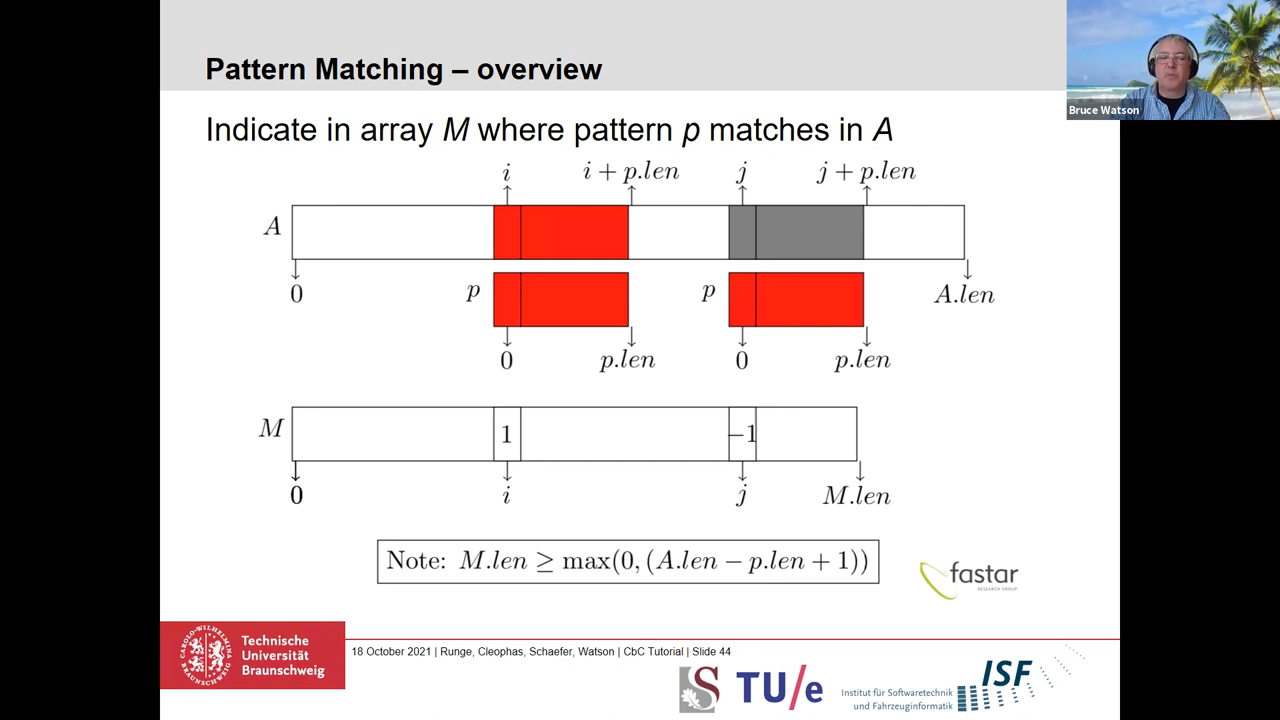 Pattern Matching – overview
Bruce Watson
Indicate in array M where pattern p matches in A
i i + p.len j j + p.len
A
0 p p A.len
0 p.len 0 p.len
M 1 −1
0 i j M.len
Note: M.len ≥ max(0, (A.len − p.len + 1))
fastar
RESEARCH GROUP
Technische
Universität
Braunschweig
18 October 2021 | Runge, Cleophas, Schaefer, Watson | CbC Tutorial | Slide 44
S TU/e
Institut für Softwaretechnik
und Fahrzeuginformatik
ISF